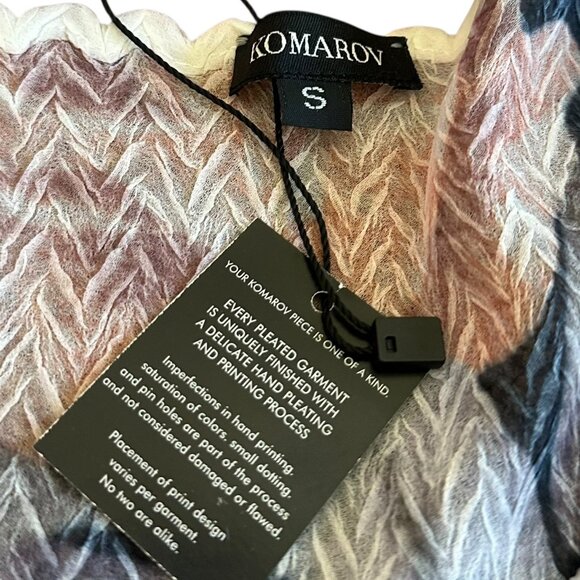 KOMAROV
S
YOUR KOMAROV PIECE IS ONE OF A KIND.
EVERY PLEATED GARMENT
IS UNIQUELY FINISHED WITH
A DELICATE HAND PLEATING
AND PRINTING PROCESS
Imperfections in hand printing,
saturation of colors, small dotting,
and pin holes are part of the process
and not considered damaged or flawed.
Placement of print design
varies per garment.
No two are alike.